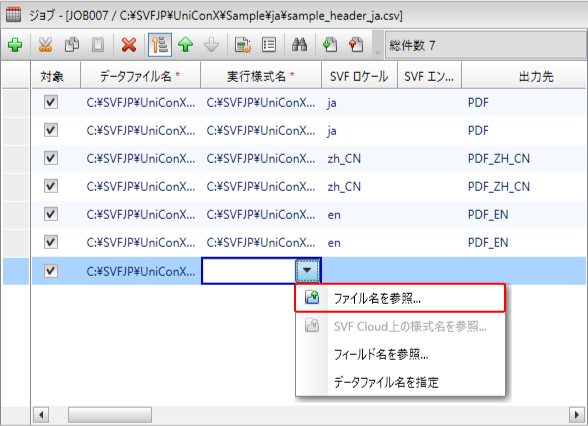 ジョブ - [JOB007 / C:¥SVFJP¥UniConX¥Sample¥ja¥sample_header_ja.csv]
総件数 7
対象 データファイル名 * 実行様式名 * SVF ロケール SVF エン... 出力先
C:¥SVFJP¥UniConX... C:¥SVFJP¥UniConX... ja PDF
C:¥SVFJP¥UniConX... C:¥SVFJP¥UniConX... ja PDF
C:¥SVFJP¥UniConX... C:¥SVFJP¥UniConX... zh_CN PDF_ZH_CN
C:¥SVFJP¥UniConX... C:¥SVFJP¥UniConX... zh_CN PDF_ZH_CN
C:¥SVFJP¥UniConX... C:¥SVFJP¥UniConX... en PDF_EN
C:¥SVFJP¥UniConX... C:¥SVFJP¥UniConX... en PDF_EN
C:¥SVFJP¥UniConX...
ファイル名を参照...
SVF Cloud上の様式名を参照...
フィールド名を参照...
データファイル名を指定